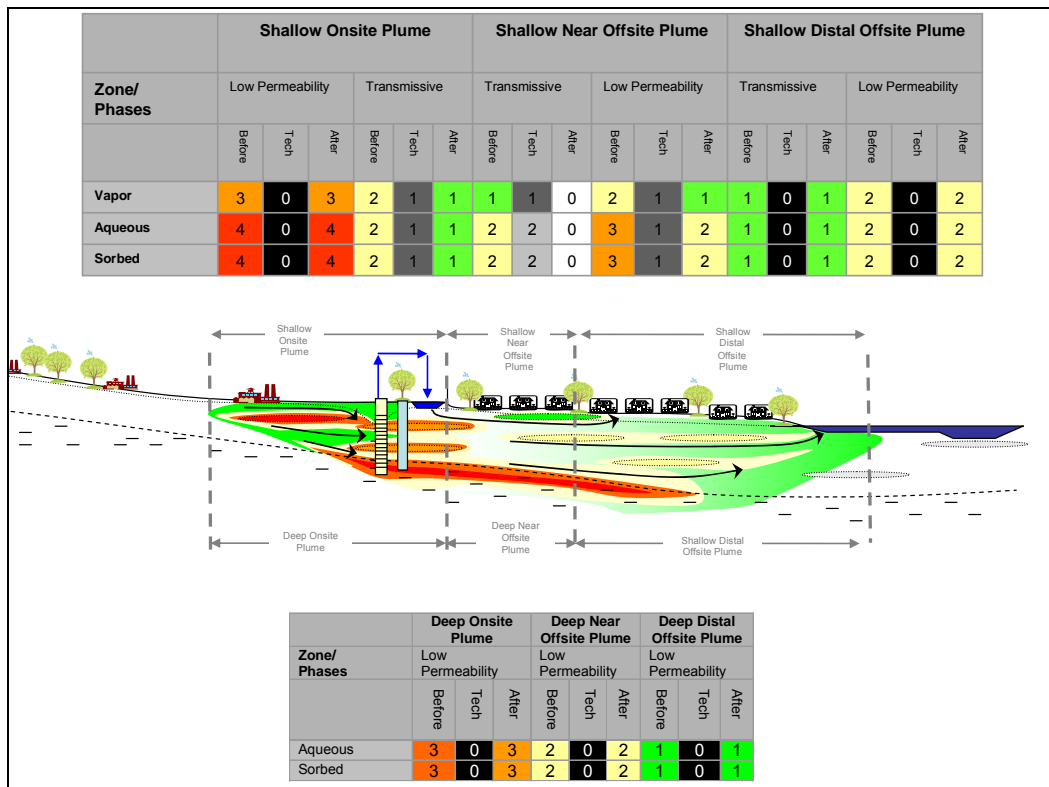 Shallow Onsite Plume Shallow Near Offsite Plume Shallow Distal Offsite Plume
Zone/
Phases
Low Permeability Transmissive Transmissive Low Permeability Transmissive Low Permeability
Before Tech After Before Tech After Before Tech After Before Tech After Before Tech After Before Tech After
Vapor 3 0 3 2 1 1 1 1 0 2 1 1 1 0 1 2 0 2
Aqueous 4 0 4 2 1 1 2 2 0 3 1 2 1 0 1 2 0 2
Sorbed 4 0 4 2 1 1 2 2 0 3 1 2 1 0 1 2 0 2
Shallow
Onsite
Plume
Shallow
Near
Offsite
Plume
Shallow
Distal
Offsite
Plume
Deep Onsite
Plume
Deep Near
Offsite
Plume
Shallow Distal
Offsite Plume
Deep Onsite
Plume
Deep Near
Offsite Plume
Deep Distal
Offsite Plume
Zone/
Phases
Low
Permeability
Low
Permeability
Low
Permeability
Before Tech After Before Tech After Before Tech After
Aqueous 3 0 3 2 0 2 1 0 1
Sorbed 3 0 3 2 0 2 1 0 1